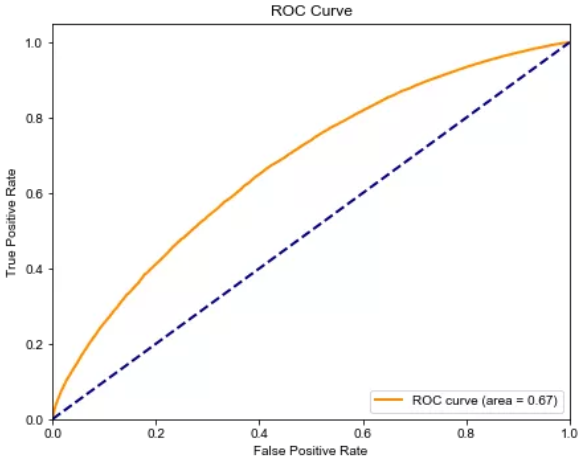 ROC Curve
1.0
0.8
0.6
0.4
0.2
0.0
True Positive Rate
ROC curve (area = 0.67)
0.0 0.2 0.4 0.6 0.8 1.0
False Positive Rate